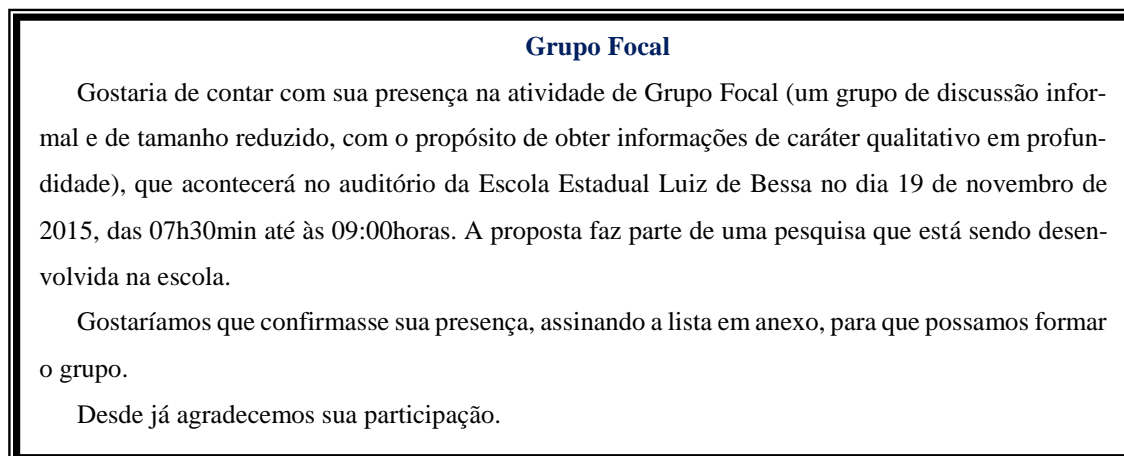 Grupo Focal
Gostaria de contar com sua presença na atividade de Grupo Focal (um grupo de discussão infor-
mal e de tamanho reduzido, com o propósito de obter informações de caráter qualitativo em profun-
didade), que acontecerá no auditório da Escola Estadual Luiz de Bessa no dia 19 de novembro de
2015, das 07h30min até às 09:00horas. A proposta faz parte de uma pesquisa que está sendo desen-
volvida na escola.
Gostaríamos que confirmasse sua presença, assinando a lista em anexo, para que possamos formar
o grupo.
Desde já agradecemos sua participação.